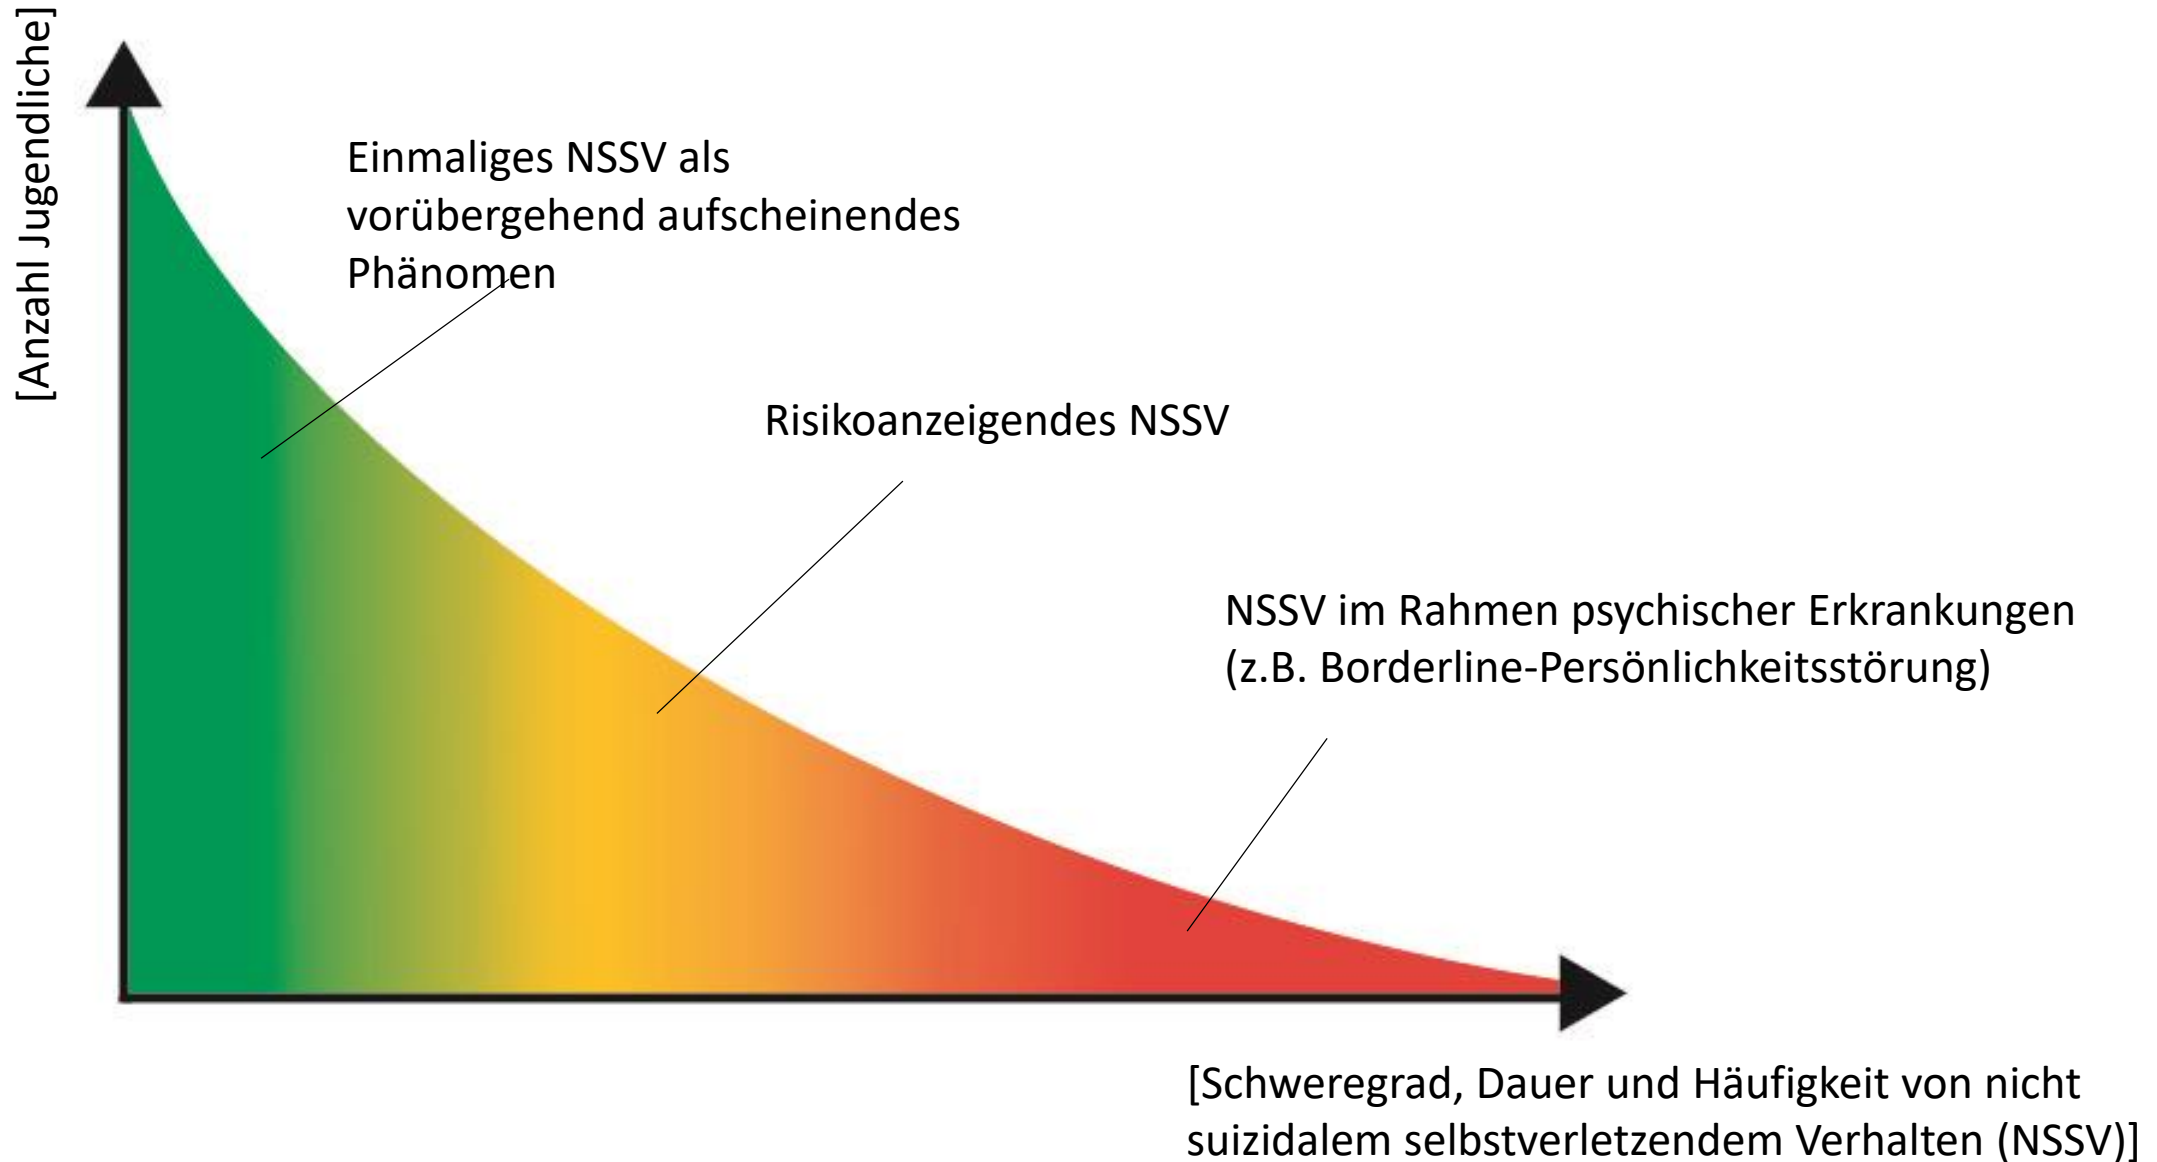 [Anzahl Jugendliche]
Einmaliges NSSV als
vorübergehend aufscheinendes
Phänomen
Risikoanzeigendes NSSV
NSSV im Rahmen psychischer Erkrankungen
(z.B. Borderline-Persönlichkeitsstörung)
[Schweregrad, Dauer und Häufigkeit von nicht
suizidalem selbstverletzendem Verhalten (NSSV)]